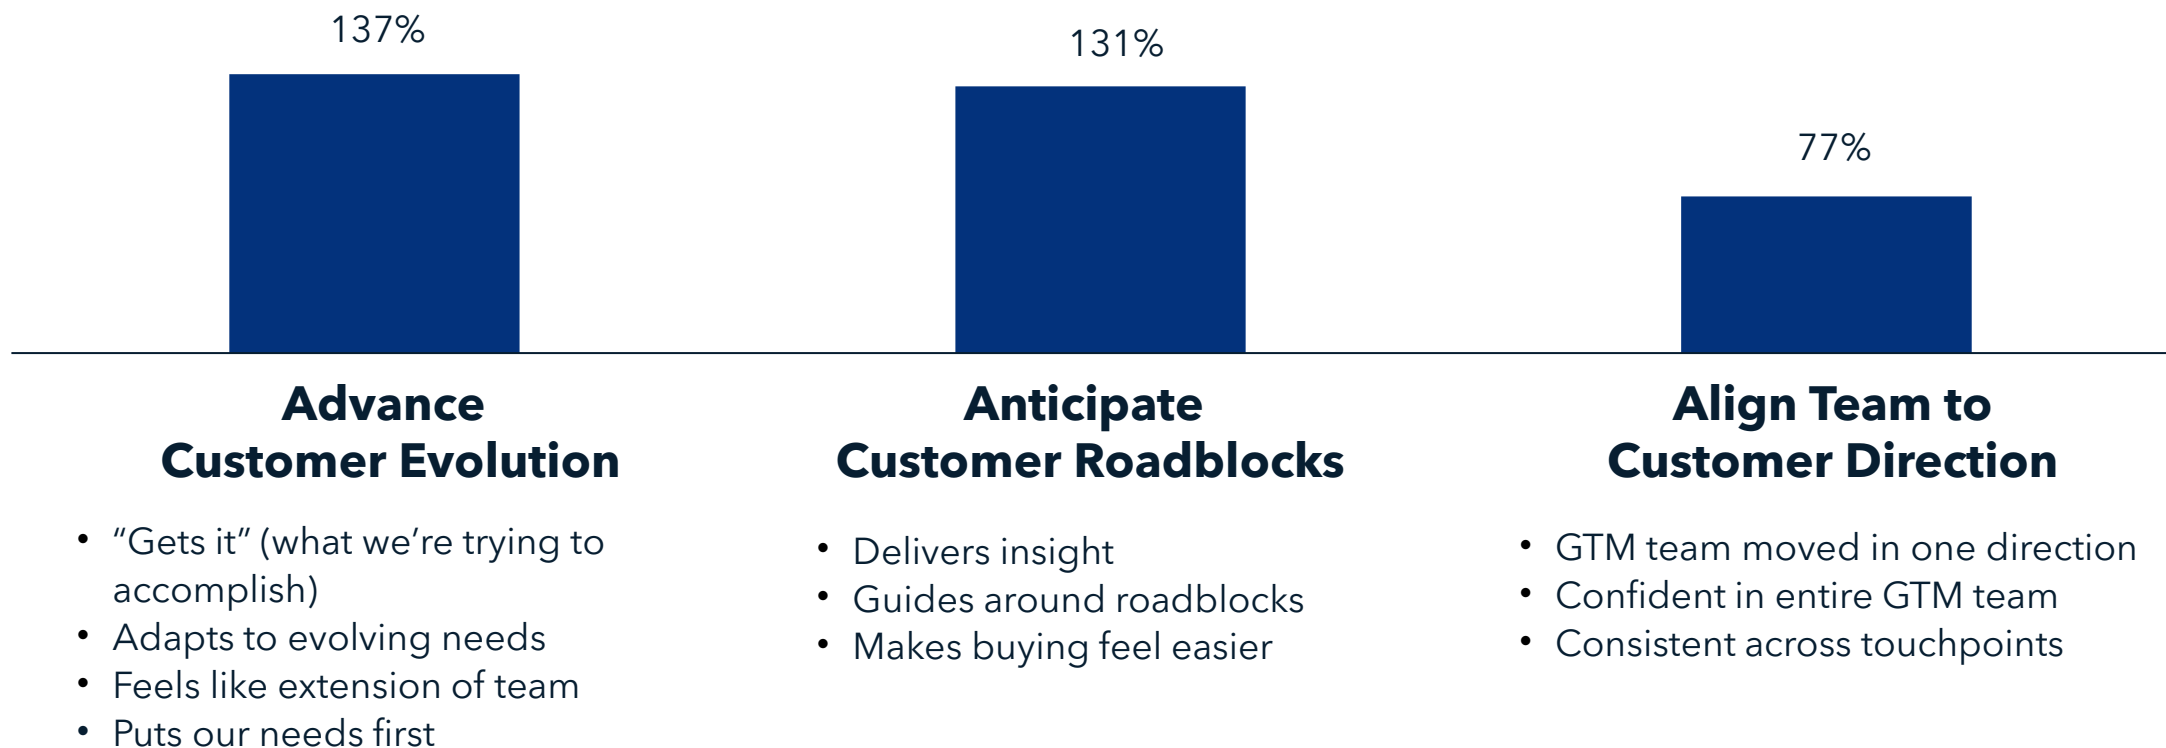 137%
131%
77%
Advance
Customer Evolution
• “Gets it” (what we’re trying to
accomplish)
• Adapts to evolving needs
• Feels like extension of team
• Puts our needs first
Anticipate
Customer Roadblocks
• Delivers insight
• Guides around roadblocks
• Makes buying feel easier
Align Team to
Customer Direction
• GTM team moved in one direction
• Confident in entire GTM team
• Consistent across touchpoints